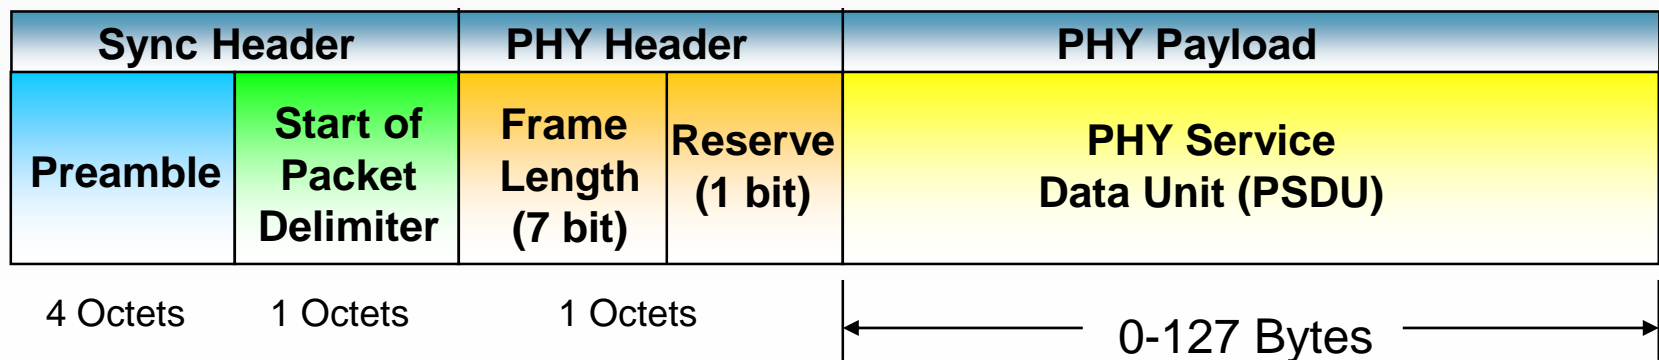 Sync Header
PHY Header
PHY Payload
Preamble
Start of
Packet
Delimiter
Frame
Length
(7 bit)
Reserve
(1 bit)
PHY Service
Data Unit (PSDU)
4 Octets
1 Octets
1 Octets
0-127 Bytes